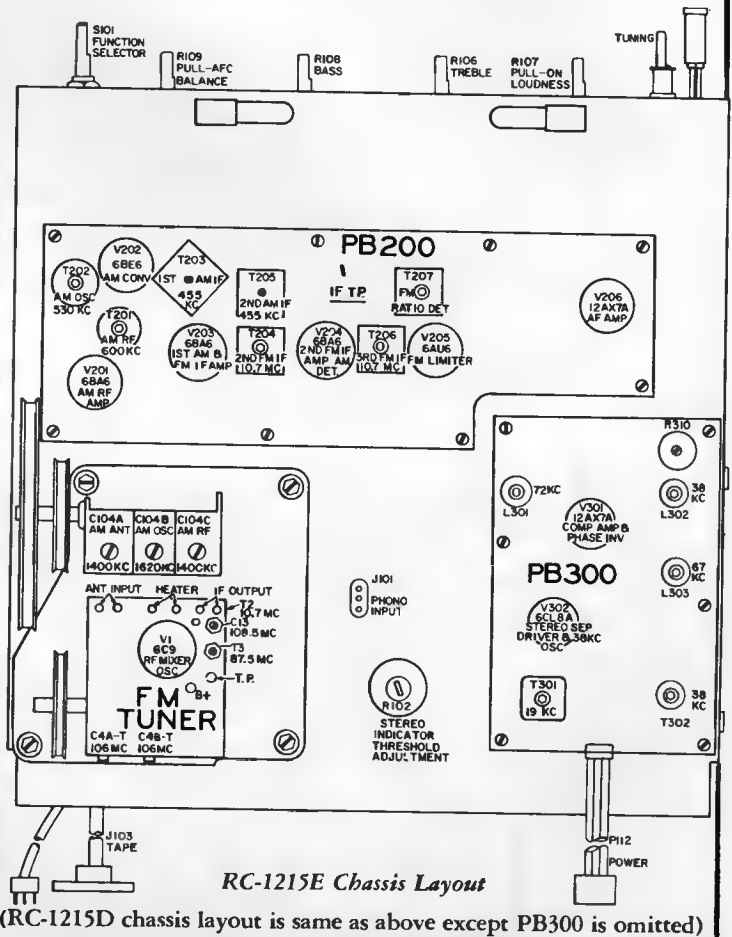 S101
FUNCTION
SELECTOR
R109
PULL-AFC
BALANCE
R108
BASS
R106
TREBLE
R107
PULL-ON
LOUDNESS
TUNING
PB200
T202
AM OSC
530 KC
V202
6BE6
AM CONV
T203
1ST AM IF
455
KC
T205
2ND AM IF
455 KC
IF T.P.
T207
FM
RATIO DET
V206
12AX7A
AF AMP
T201
AM RF
600KC
V203
6BA6
1ST AM &
FM IF AMP
T204
2ND FM IF
10.7 MC
V204
6BA6
2ND FM IF
AMP AM
DET.
T206
3RD FM IF
10.7 MC
V205
6AU6
FM LIMITER
V201
6BA6
AM RF
AMP
R310
C104A
AM ANT
1400KC
C104B
AM OSC
1620KC
C104C
AM RF
1400KC
72KC
L301
V301
12AX7A
COMP AMP &
PHASE INV
38
KC
L302
PB300
67
KC
L303
ANT INPUT
HEATER
IF OUTPUT
T2
10.7 MC
C13
108.5MC
T3
87.5 MC
T.P.
B+
V1
6C9
RF MIXER
OSC
FM
TUNER
C4A-T
106MC
C4B-T
106MC
J101
PHONO
INPUT
R102
STEREO
INDICATOR
THRESHOLD
ADJUSTMENT
V302
6CL8A
STEREO SEP
DRIVER & 38KC
OSC
T301
19 KC
38
KC
T302
J103
TAPE
P112
POWER
RC-1215E Chassis Layout
(RC-1215D chassis layout is same as above except PB300 is omitted)